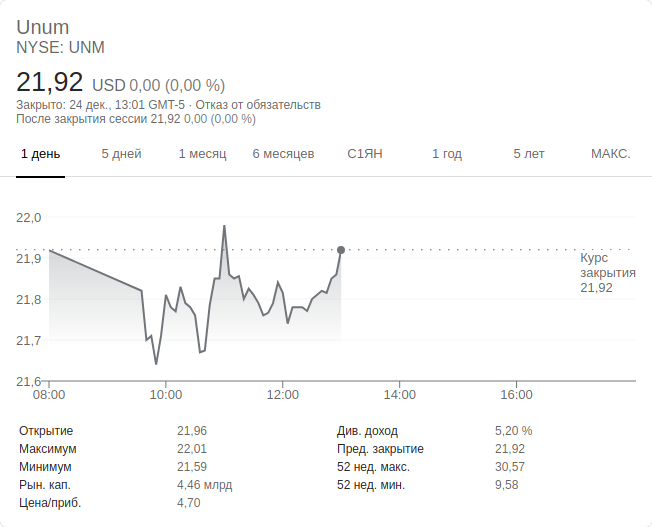 Unum
NYSE: UNM
21,92 USD 0,00 (0,00 %)
Закрыто: 24 дек., 13:01 GMT-5 · Отказ от обязательств
После закрытия сессии 21,92 0,00 (0,00 %)
1 день 5 дней 1 месяц 6 месяцев С1ЯН 1 год 5 лет МАКС.
22,0
21,9
21,8
21,7
21,6
Курс
закрытия
21,92
08:00 10:00 12:00 14:00 16:00
Открытие 21,96 Див. доход 5,20 %
Максимум 22,01 Пред. закрытие 21,92
Минимум 21,59 52 нед. макс. 30,57
Рын. кап. 4,46 млрд 52 нед. мин. 9,58
Цена/приб. 4,70